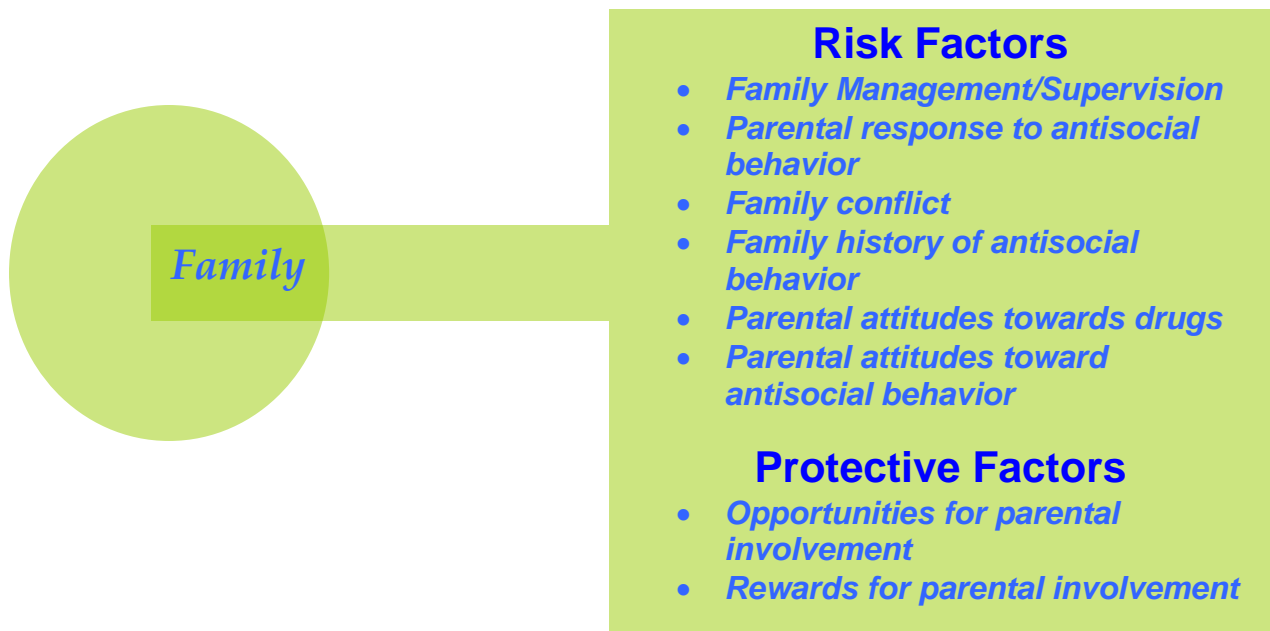 Family
Risk Factors
• Family Management/Supervision
• Parental response to antisocial
behavior
• Family conflict
• Family history of antisocial
behavior
• Parental attitudes towards drugs
• Parental attitudes toward
antisocial behavior
Protective Factors
• Opportunities for parental
involvement
• Rewards for parental involvement